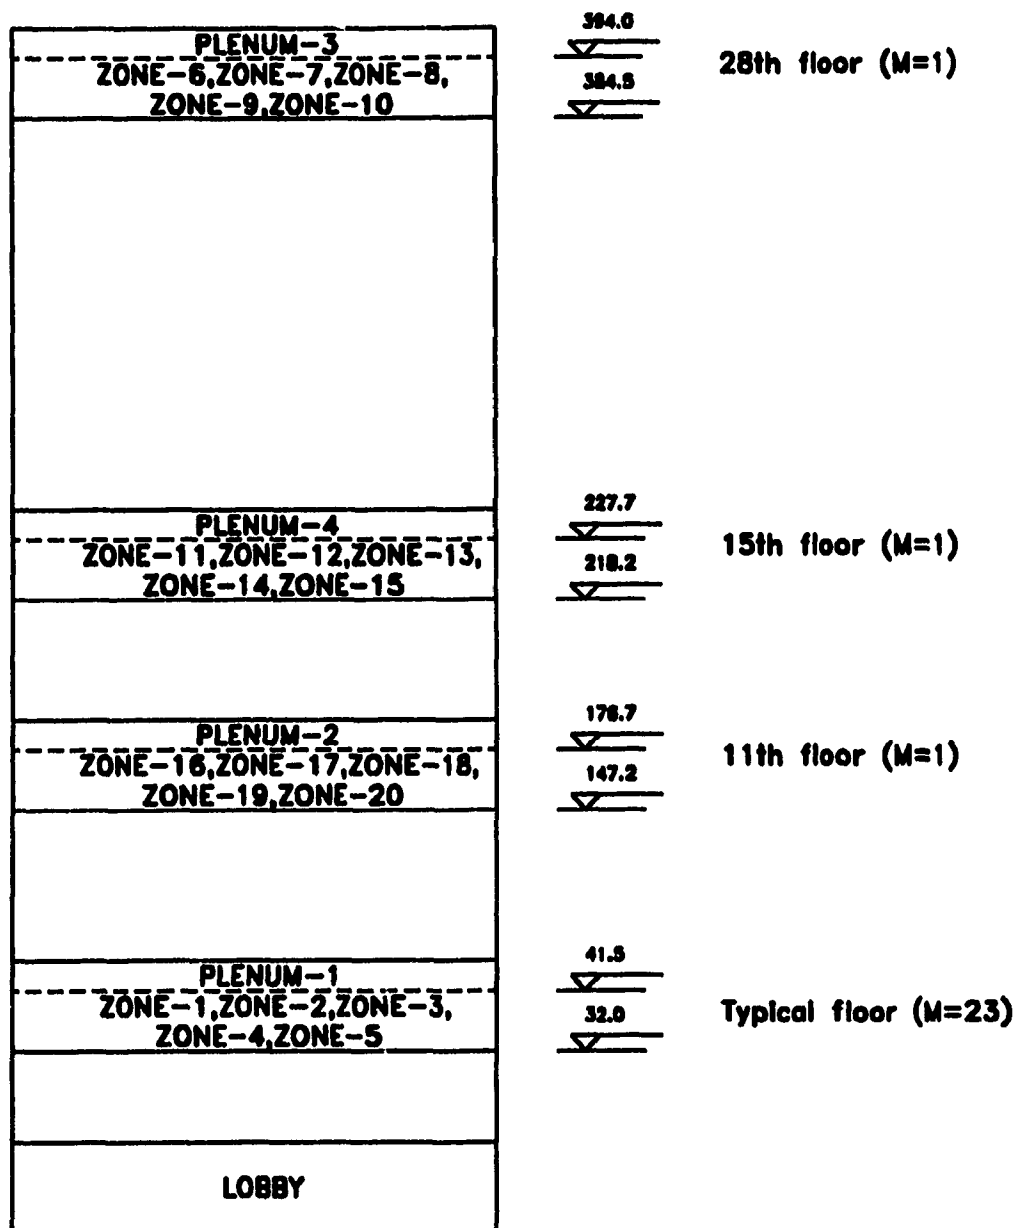 394.0
PLENUM-3
28th floor (M=1)
ZONE-6,ZONE-7,ZONE-8,
384.5
ZONE-9,ZONE-10
227.7
PLENUM-4
15th floor (M=1)
ZONE-11,ZONE-12,ZONE-13,
218.2
ZONE-14,ZONE-15
176.7
PLENUM-2
11th floor (M=1)
ZONE-16,ZONE-17,ZONE-18,
147.2
ZONE-19,ZONE-20
41.5
PLENUM-1
ZONE-1,ZONE-2,ZONE-3,
32.0
Typical floor (M=23)
ZONE-4,ZONE-5
LOBBY